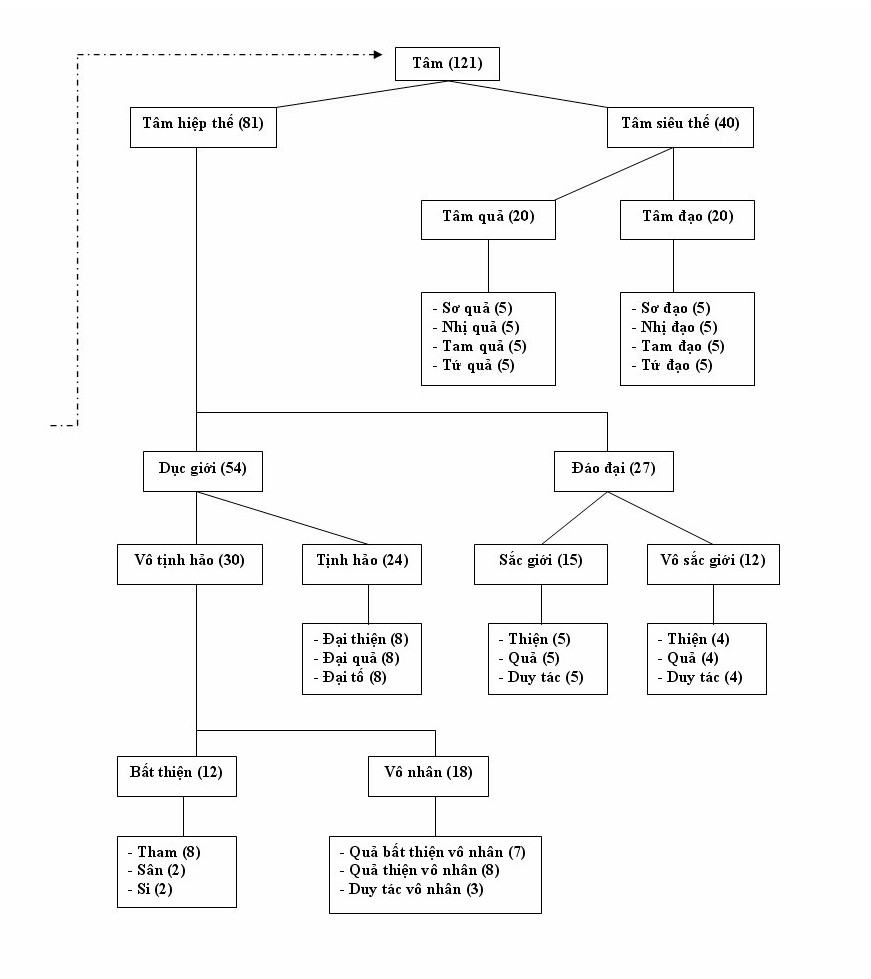 Tâm (121)
Tâm hiệp thế (81)
Tâm siêu thế (40)
Tâm quả (20)
Tâm đạo (20)
- Sơ quả (5)
- Nhị quả (5)
- Tam quả (5)
- Tứ quả (5)
- Sơ đạo (5)
- Nhị đạo (5)
- Tam đạo (5)
- Tứ đạo (5)
Dục giới (54)
Đáo đại (27)
Vô tịnh hảo (30)
Tịnh hảo (24)
Sắc giới (15)
Vô sắc giới (12)
- Đại thiện (8)
- Đại quả (8)
- Đại tố (8)
- Thiện (5)
- Quả (5)
- Duy tác (5)
- Thiện (4)
- Quả (4)
- Duy tác (4)
Bất thiện (12)
Vô nhân (18)
- Tham (8)
- Sân (2)
- Si (2)
- Quả bất thiện vô nhân (7)
- Quả thiện vô nhân (8)
- Duy tác vô nhân (3)